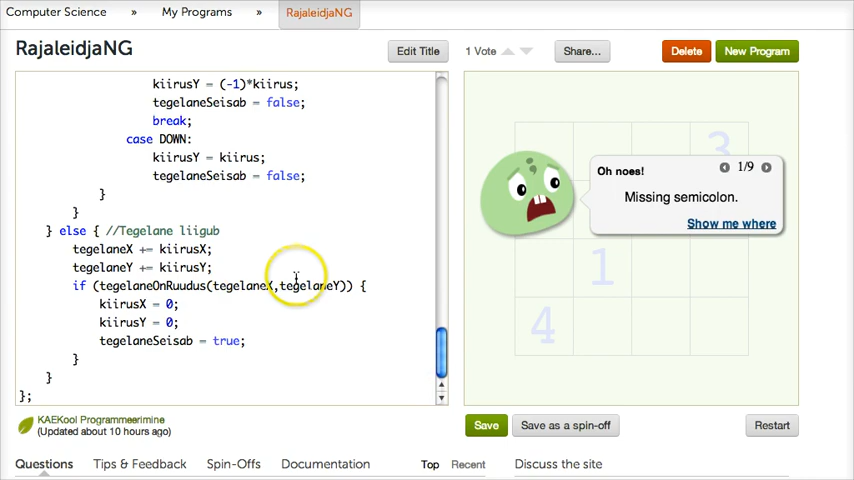 Computer Science » My Programs » RajaleidjaNG
RajaleidjaNG
Edit Title
1 Vote
Share...
Delete
New Program
kiirusY = (-1)*kiirus;
tegelaneSeisab = false;
break;
case DOWN:
kiirusY = kiirus;
tegelaneSeisab = false;
}
}
} else { //Tegelane liigub
tegelaneX += kiirusX;
tegelaneY += kiirusY;
if (tegelaneOnRuudus(tegelaneX,tegelaneY)) {
kiirusX = 0;
kiirusY = 0;
tegelaneSeisab = true;
}
}
};
3
;
Oh noes!
1/9
Missing semicolon.
Show me where
1
4
KAEKool Programmeerimine
(Updated about 10 hours ago)
Save
Save as a spin-off
Restart
Questions Tips & Feedback Spin-Offs Documentation Top Recent Discuss the site